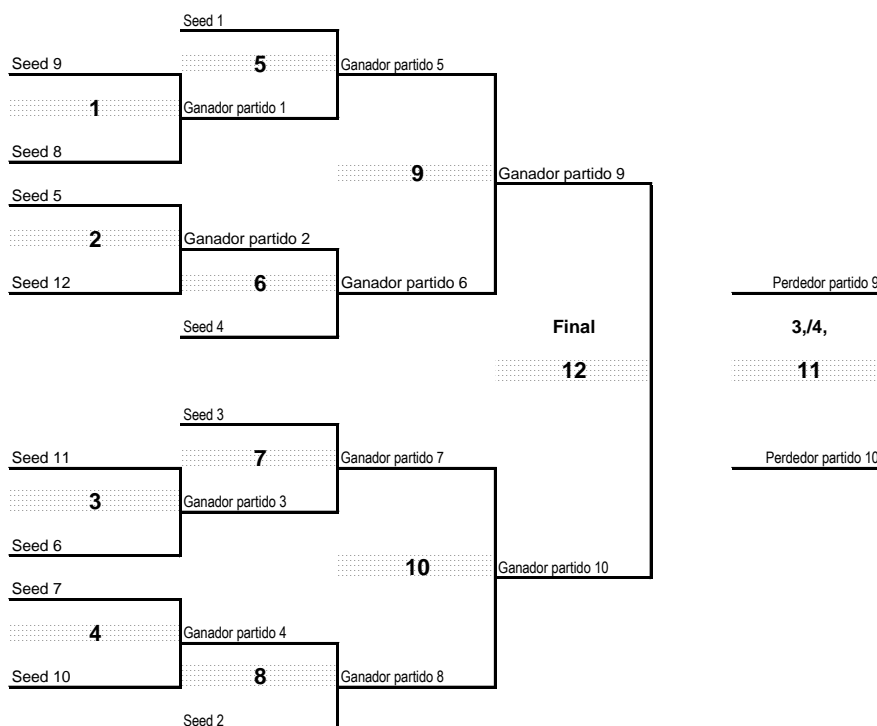 Seed 1
Seed 9
5
Ganador partido 5
1
Ganador partido 1
Seed 8
9
Ganador partido 9
Seed 5
2
Ganador partido 2
Seed 12
6
Ganador partido 6
Perdedor partido 9
Seed 4
Final
3,/4,
12
11
Seed 3
Seed 11
7
Ganador partido 7
Perdedor partido 10
3
Ganador partido 3
Seed 6
10
Ganador partido 10
Seed 7
4
Ganador partido 4
Seed 10
8
Ganador partido 8
Seed 2